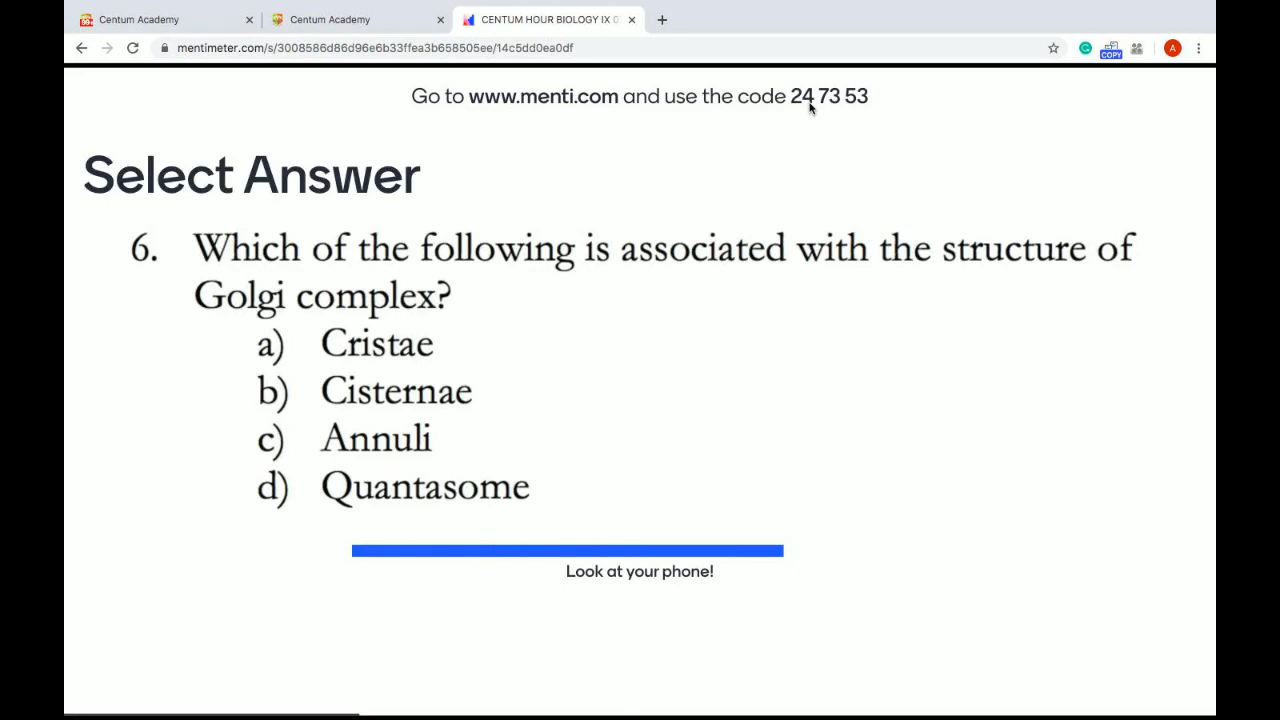 Centum Academy
Centum Academy
CENTUM HOUR BIOLOGY IX
mentimeter.com/s/3008586d86d96e6b33ffea3b658505ee/14c5dd0ea0df
COPY
A
Go to www.menti.com and use the code 24 73 53
Select Answer
6. Which of the following is associated with the structure of
Golgi complex?
a) Cristae
b) Cisternae
c) Annuli
d) Quantasome
Look at your phone!